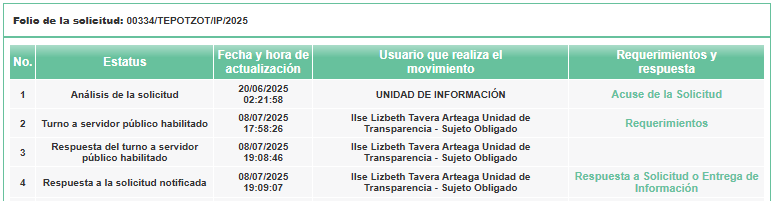 Folio de la solicitud: 00334/TEPOTZOT/IP/2025
No. Estatus Fecha y hora de actualización Usuario que realiza el movimiento Requerimientos y respuesta
1 Análisis de la solicitud 20/06/2025 02:21:58 UNIDAD DE INFORMACIÓN Acuse de la Solicitud
2 Turno a servidor público habilitado 08/07/2025 17:58:26 Ilse Lizbeth Tavera Arteaga Unidad de Transparencia - Sujeto Obligado Requerimientos
3 Respuesta del turno a servidor público habilitado 08/07/2025 19:08:46 Ilse Lizbeth Tavera Arteaga Unidad de Transparencia - Sujeto Obligado
4 Respuesta a la solicitud notificada 08/07/2025 19:09:07 Ilse Lizbeth Tavera Arteaga Unidad de Transparencia - Sujeto Obligado Respuesta a Solicitud o Entrega de Información